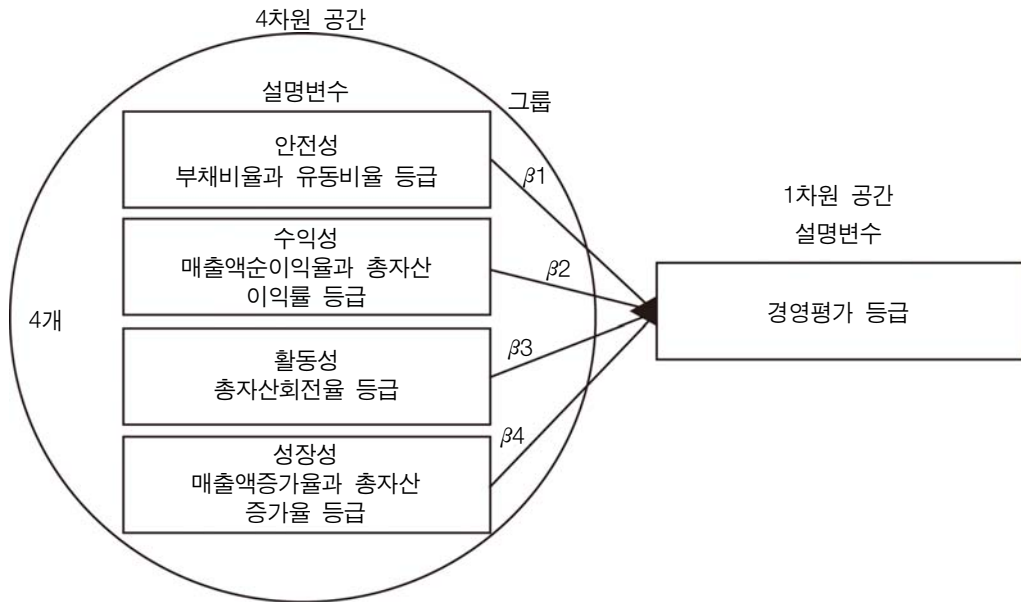 4차원 공간
설명변수
그룹
안전성
부채비율과 유동비율 등급
β1
수익성
매출액순이익율과 총자산
이익률 등급
β2
4개
활동성
총자산회전율 등급
β3
성장성
매출액증가율과 총자산
증가율 등급
β4
1차원 공간
설명변수
경영평가 등급